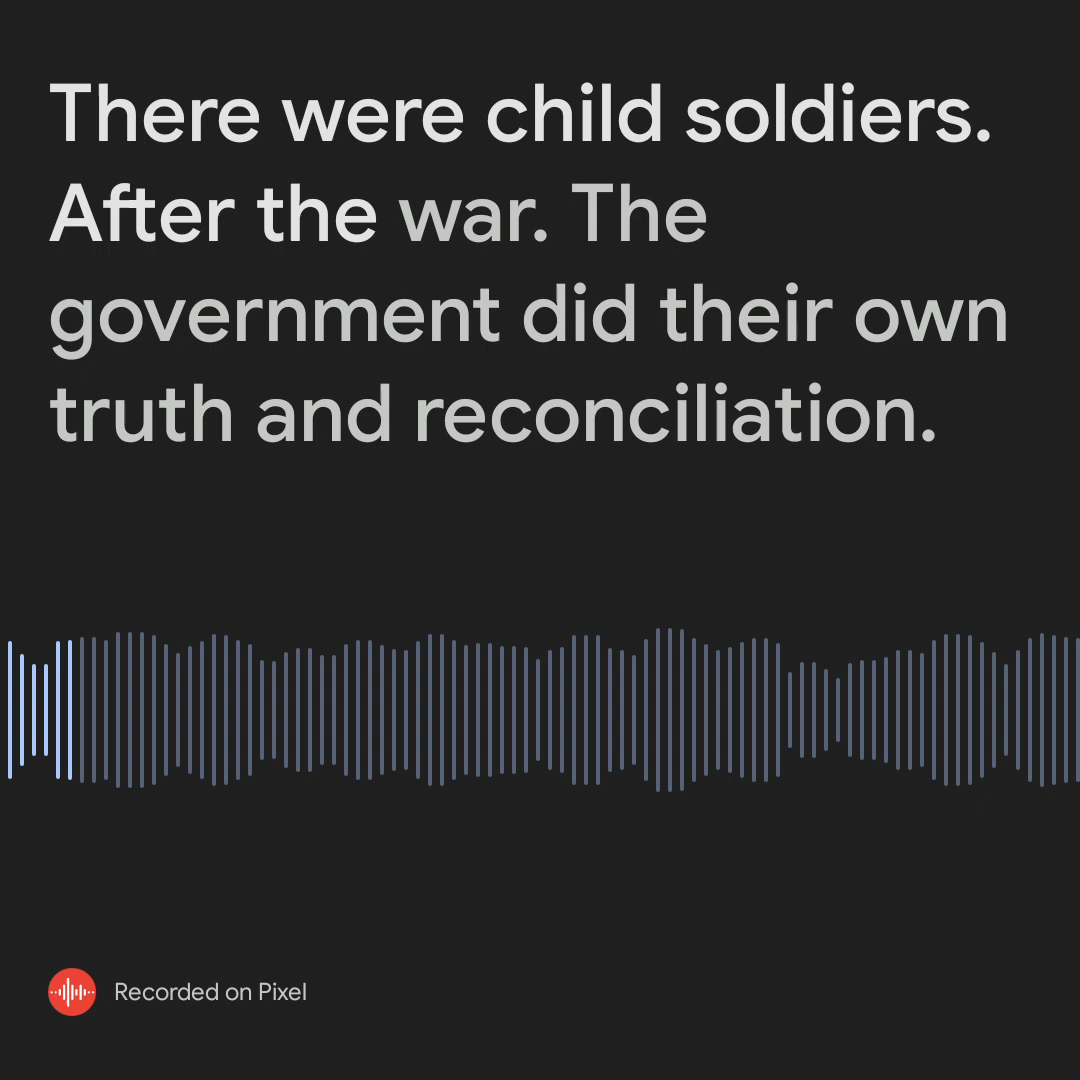 There were child soldiers.
After the war. The
government did their own
truth and reconciliation.
Recorded on Pixel